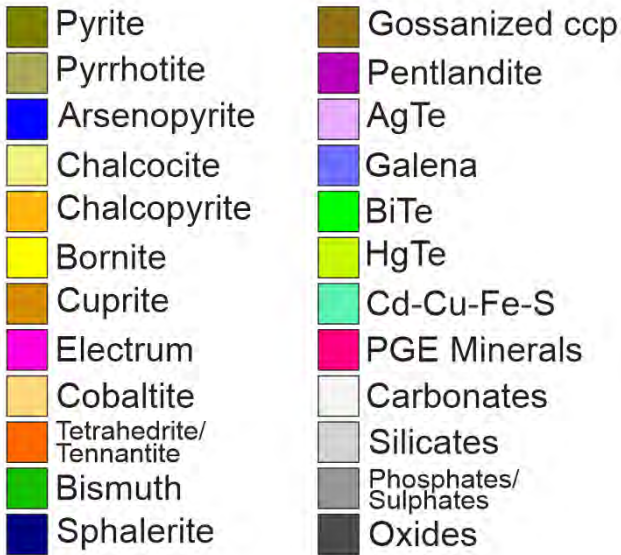 Pyrite
Pyrrhotite
Arsenopyrite
Chalcocite
Chalcopyrite
Bornite
Cuprite
Electrum
Cobaltite
Tetrahedrite/
Tennantite
Bismuth
Sphalerite
Gossanized ccp
Pentlandite
AgTe
Galena
BiTe
HgTe
Cd-Cu-Fe-S
PGE Minerals
Carbonates
Silicates
Phosphates/
Sulphates
Oxides